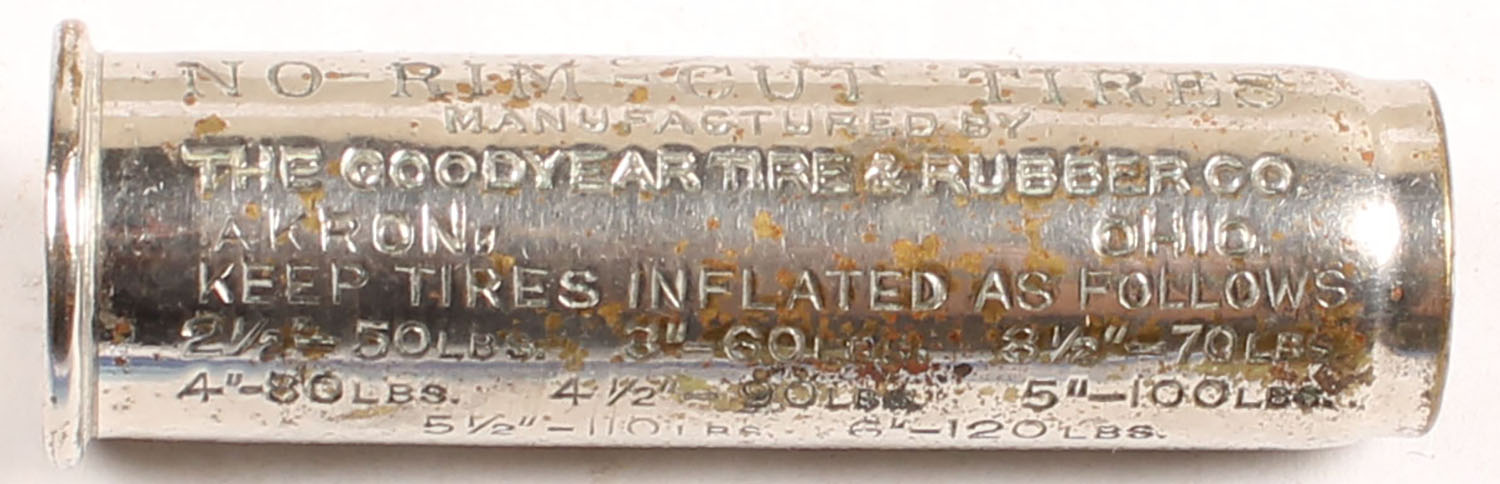 NO-RIM-CUT TIRES
MANUFACTURED BY
THE GOODYEAR TIRE & RUBBER CO.
AKRON, OHIO.
KEEP TIRES INFLATED AS FOLLOWS
2½"-50LBS. 3"-60LBS. 3½"-70LBS.
4"-80LBS. 4½"-90LBS. 5"-100LBS.
5½"-110LBS. 6"-120LBS.